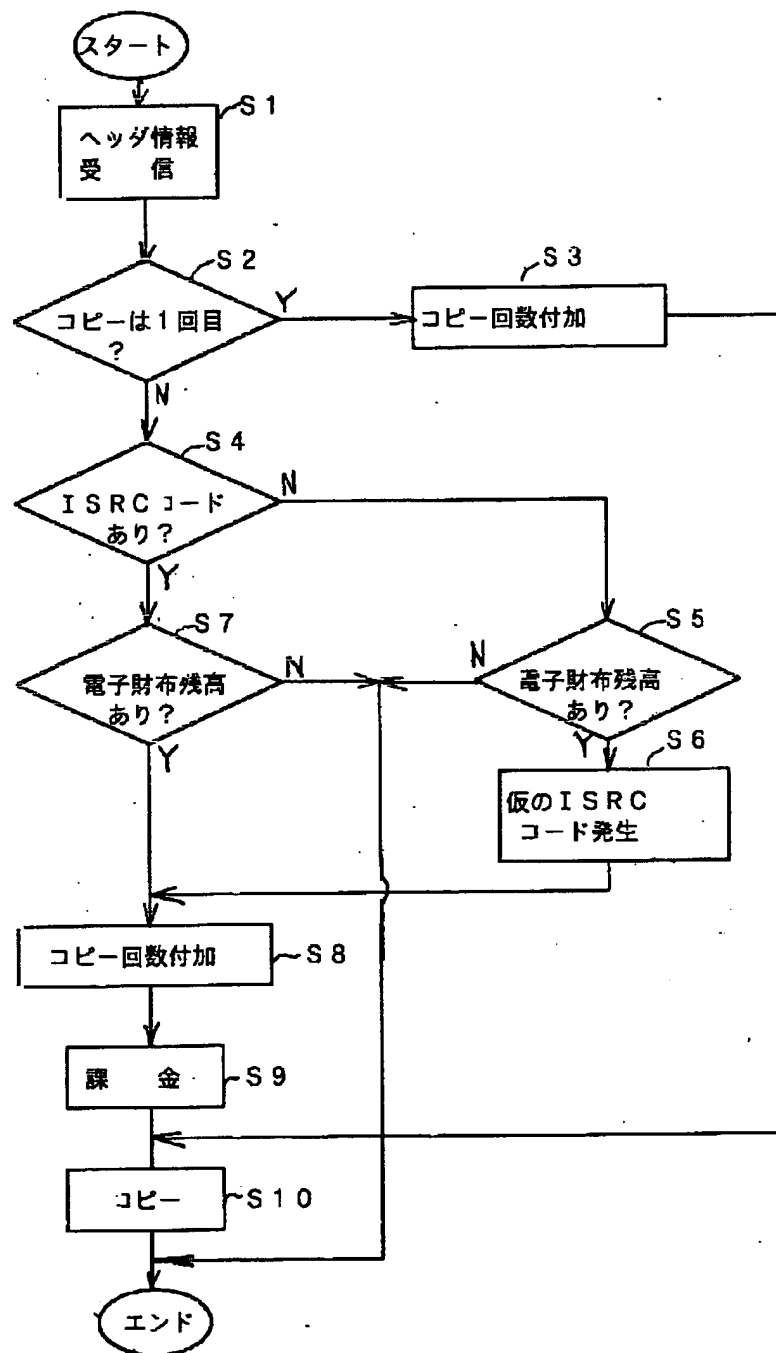 スタート
S1
ヘッダ情報
受　信
S2
コピーは1回目
？
Y
N
S3
コピー回数付加
S4
ISRCコード
あり？
N
Y
S7
電子財布残高
あり？
N
Y
S5
電子財布残高
あり？
N
Y
S6
仮のISRC
コード発生
コピー回数付加
S8
課　金
S9
コピー
S10
エンド